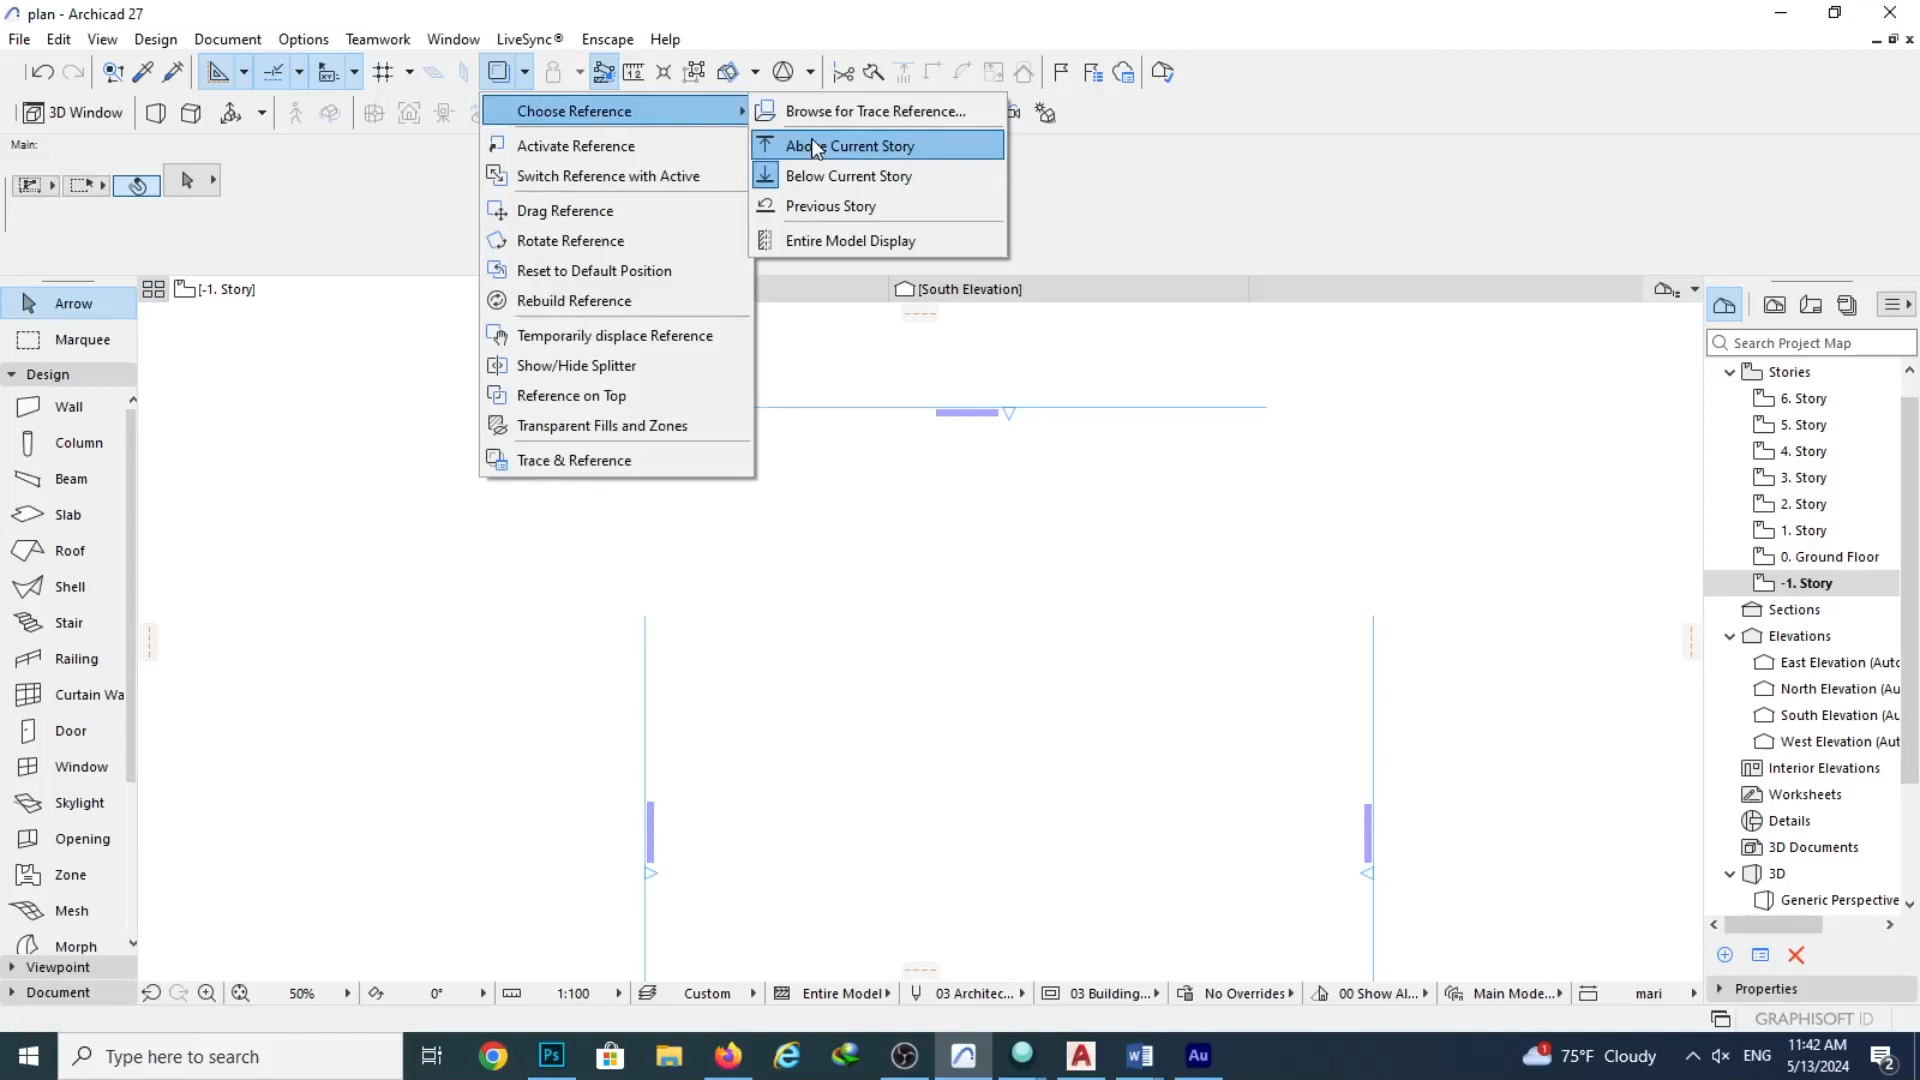 plan - Archicad 27
File Edit View Design Document Options Teamwork Window LiveSync® Enscape Help
3D Window
Main:
Choose Reference
Activate Reference
Switch Reference with Active
Drag Reference
Rotate Reference
Reset to Default Position
Rebuild Reference
Temporarily displace Reference
Show/Hide Splitter
Reference on Top
Transparent Fills and Zones
Trace & Reference
Browse for Trace Reference...
Above Current Story
Below Current Story
Previous Story
Entire Model Display
[-1. Story]
[South Elevation]
Arrow
Marquee
Design
Wall
Column
Beam
Slab
Roof
Shell
Stair
Railing
Curtain Wa
Door
Window
Skylight
Opening
Zone
Mesh
Morph
Viewpoint
Document
Search Project Map
Stories
6. Story
5. Story
4. Story
3. Story
2. Story
1. Story
0. Ground Floor
-1. Story
Sections
Elevations
East Elevation (Auto
North Elevation (Au
South Elevation (Au
West Elevation (Aut
Interior Elevations
Worksheets
Details
3D Documents
3D
Generic Perspective
Properties
50% 0° 1:100 Custom Entire Model 03 Architec... 03 Building... No Overrides 00 Show Al... Main Mode... mari
GRAPHISOFT ID
Type here to search
75°F Cloudy
ENG
11:42 AM
5/13/2024